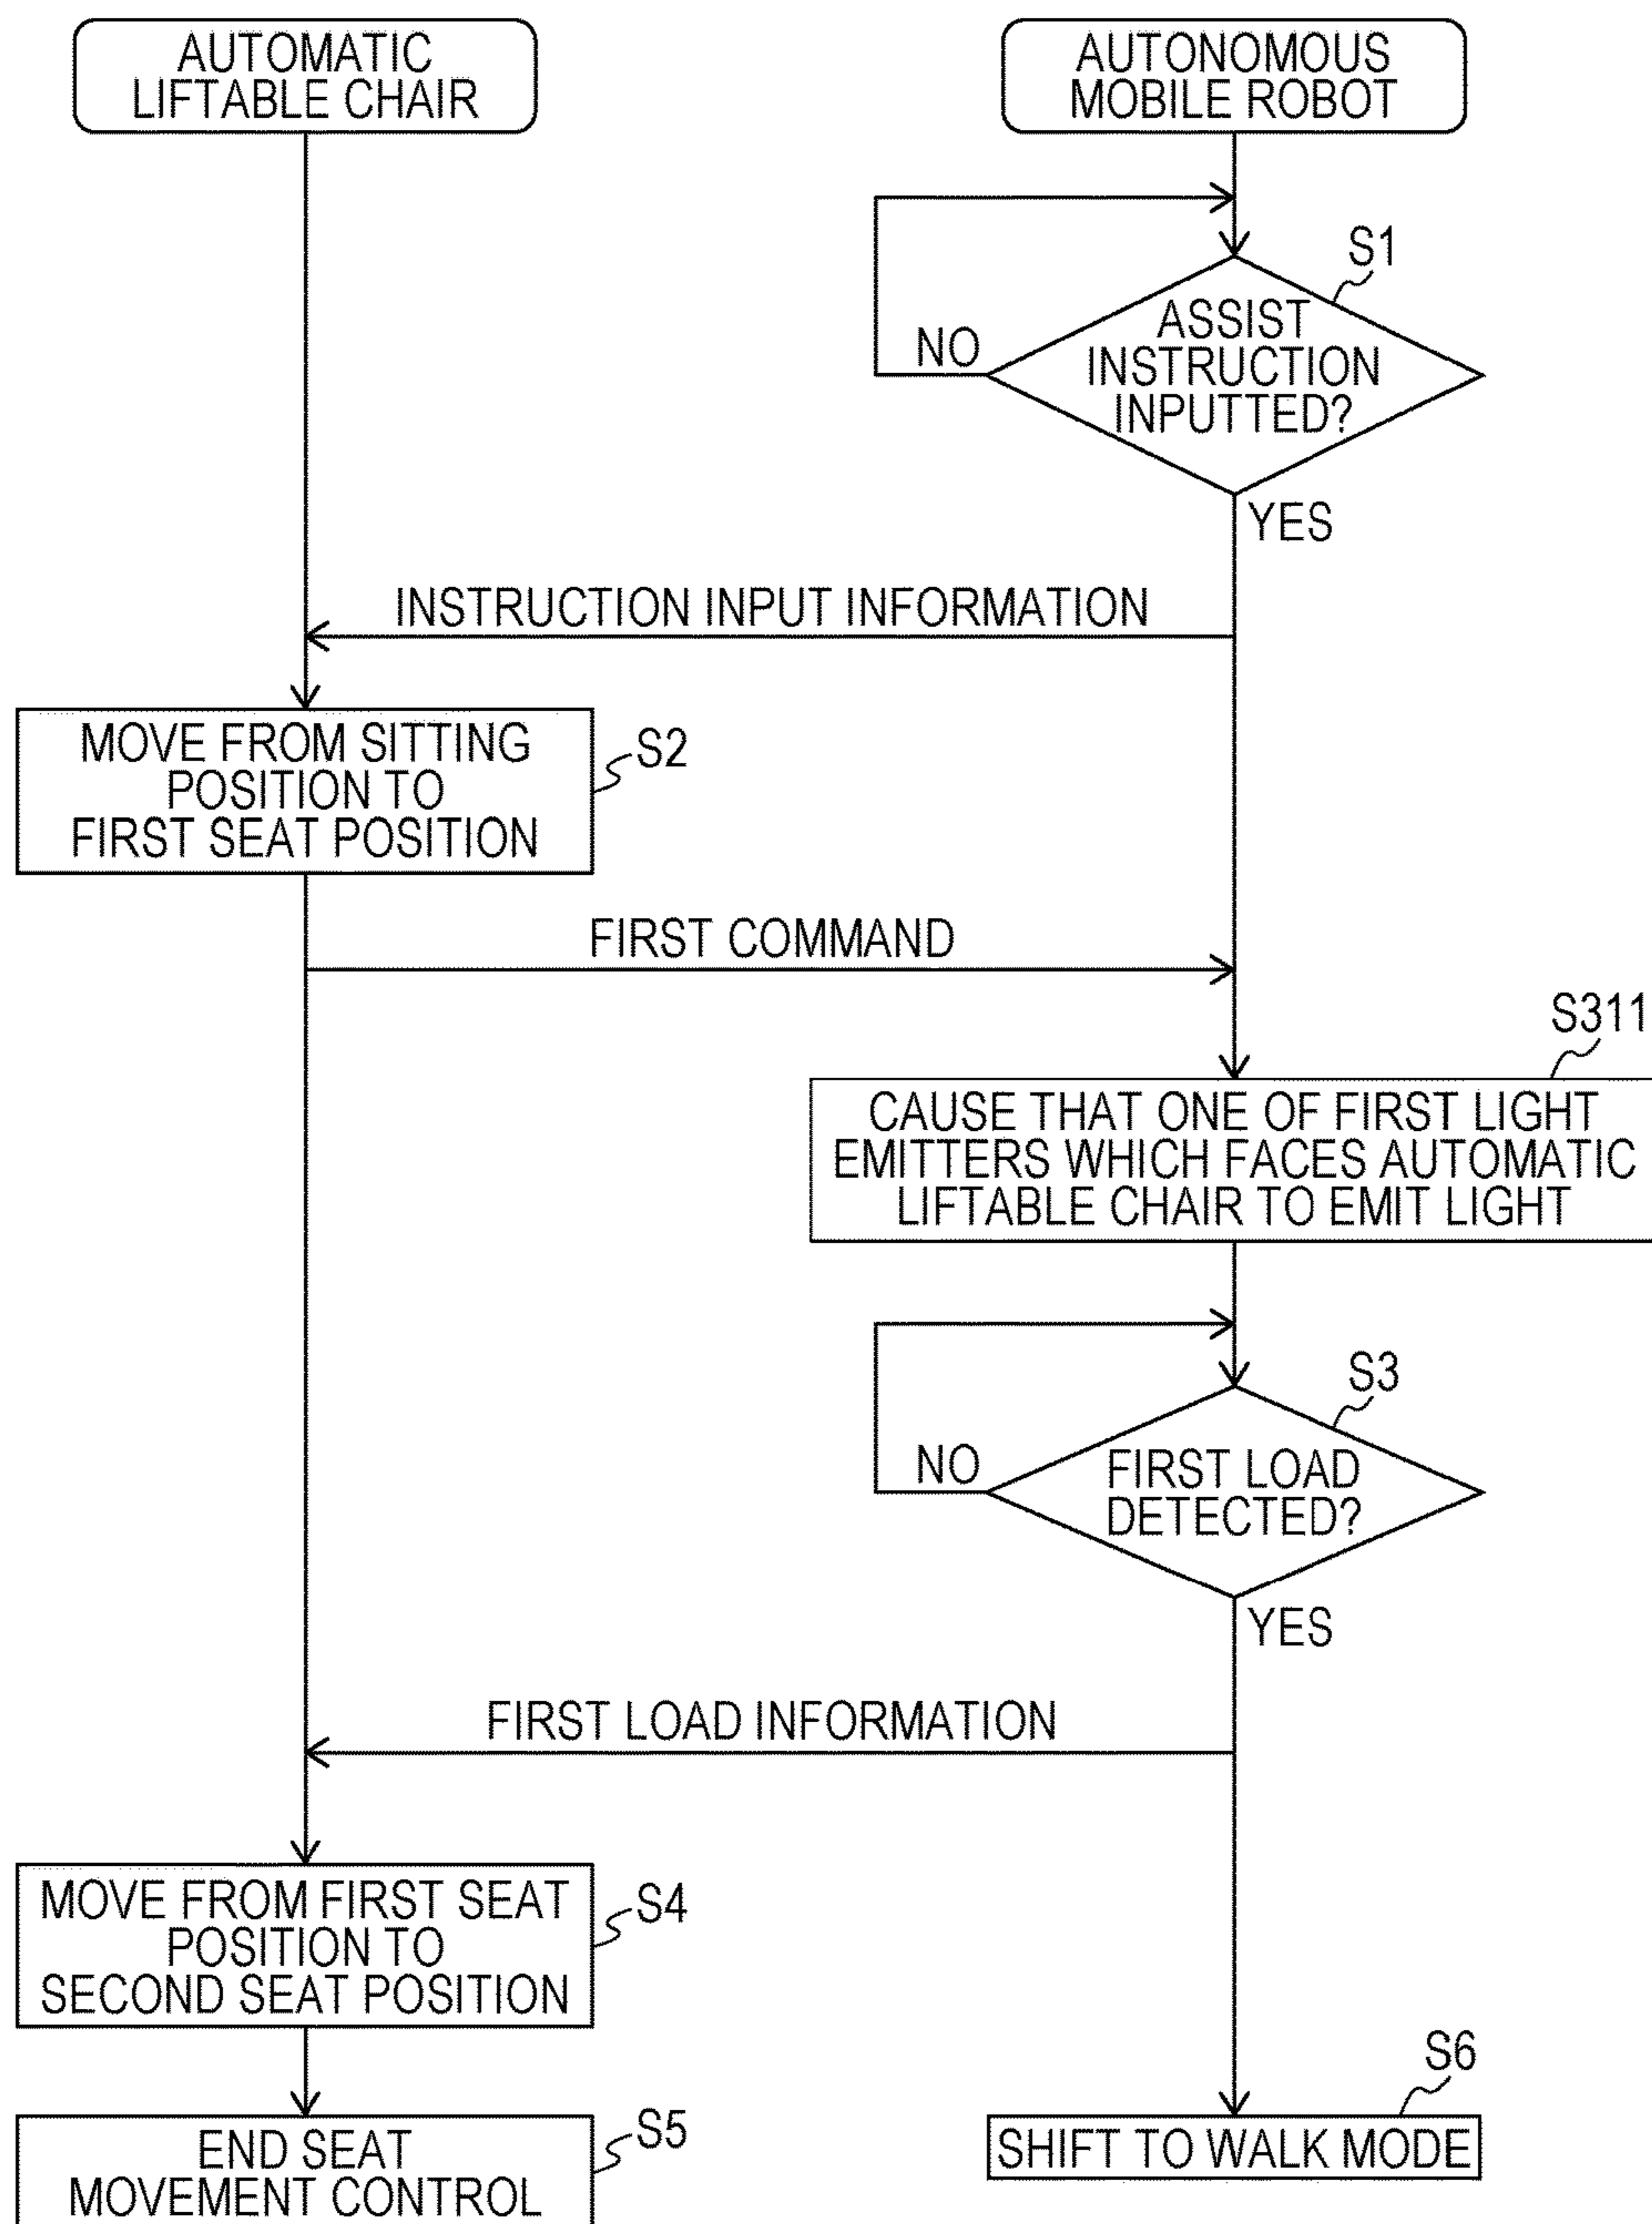 AUTOMATIC
LIFTABLE CHAIR
AUTONOMOUS
MOBILE ROBOT
S1
ASSIST
INSTRUCTION
INPUTTED?
NO
YES
INSTRUCTION INPUT INFORMATION
MOVE FROM SITTING
POSITION TO
FIRST SEAT POSITION
S2
FIRST COMMAND
S311
CAUSE THAT ONE OF FIRST LIGHT
EMITTERS WHICH FACES AUTOMATIC
LIFTABLE CHAIR TO EMIT LIGHT
S3
FIRST LOAD
DETECTED?
NO
YES
FIRST LOAD INFORMATION
MOVE FROM FIRST SEAT
POSITION TO
SECOND SEAT POSITION
S4
S6
END SEAT
MOVEMENT CONTROL
S5
SHIFT TO WALK MODE